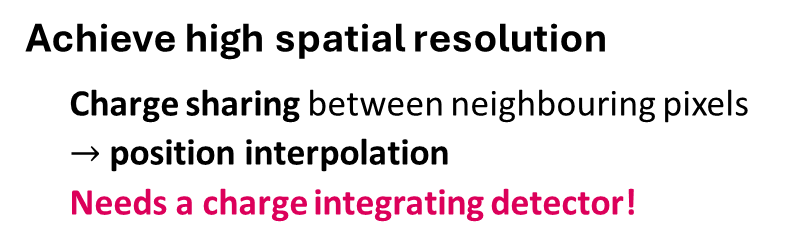 Achieve high spatial resolution
Charge sharing between neighbouring pixels
→ position interpolation
Needs a charge integrating detector!